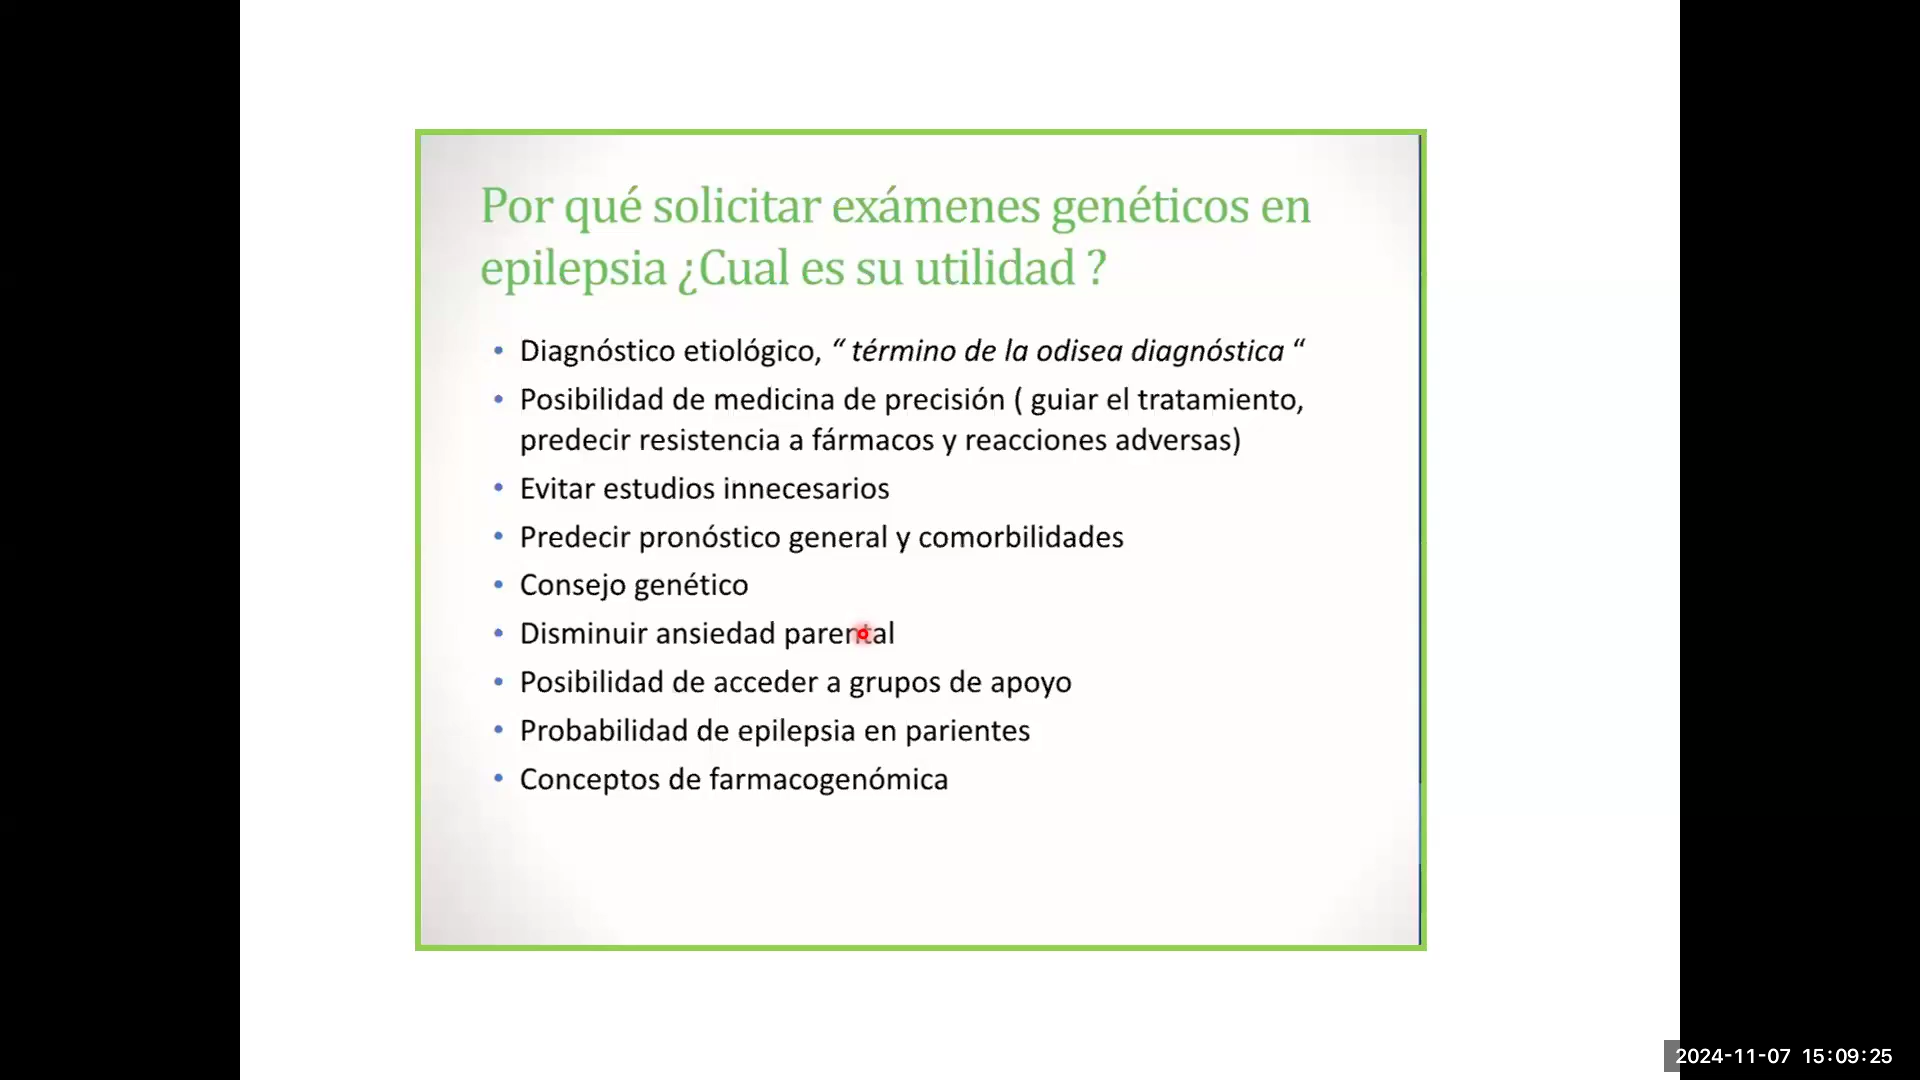 Por qué solicitar exámenes genéticos en
epilepsia ¿Cual es su utilidad ?
• Diagnóstico etiológico, “ término de la odisea diagnóstica “
• Posibilidad de medicina de precisión ( guiar el tratamiento,
predecir resistencia a fármacos y reacciones adversas)
• Evitar estudios innecesarios
• Predecir pronóstico general y comorbilidades
• Consejo genético
• Disminuir ansiedad parental
• Posibilidad de acceder a grupos de apoyo
• Probabilidad de epilepsia en parientes
• Conceptos de farmacogenómica
2024-11-07 15:09:25